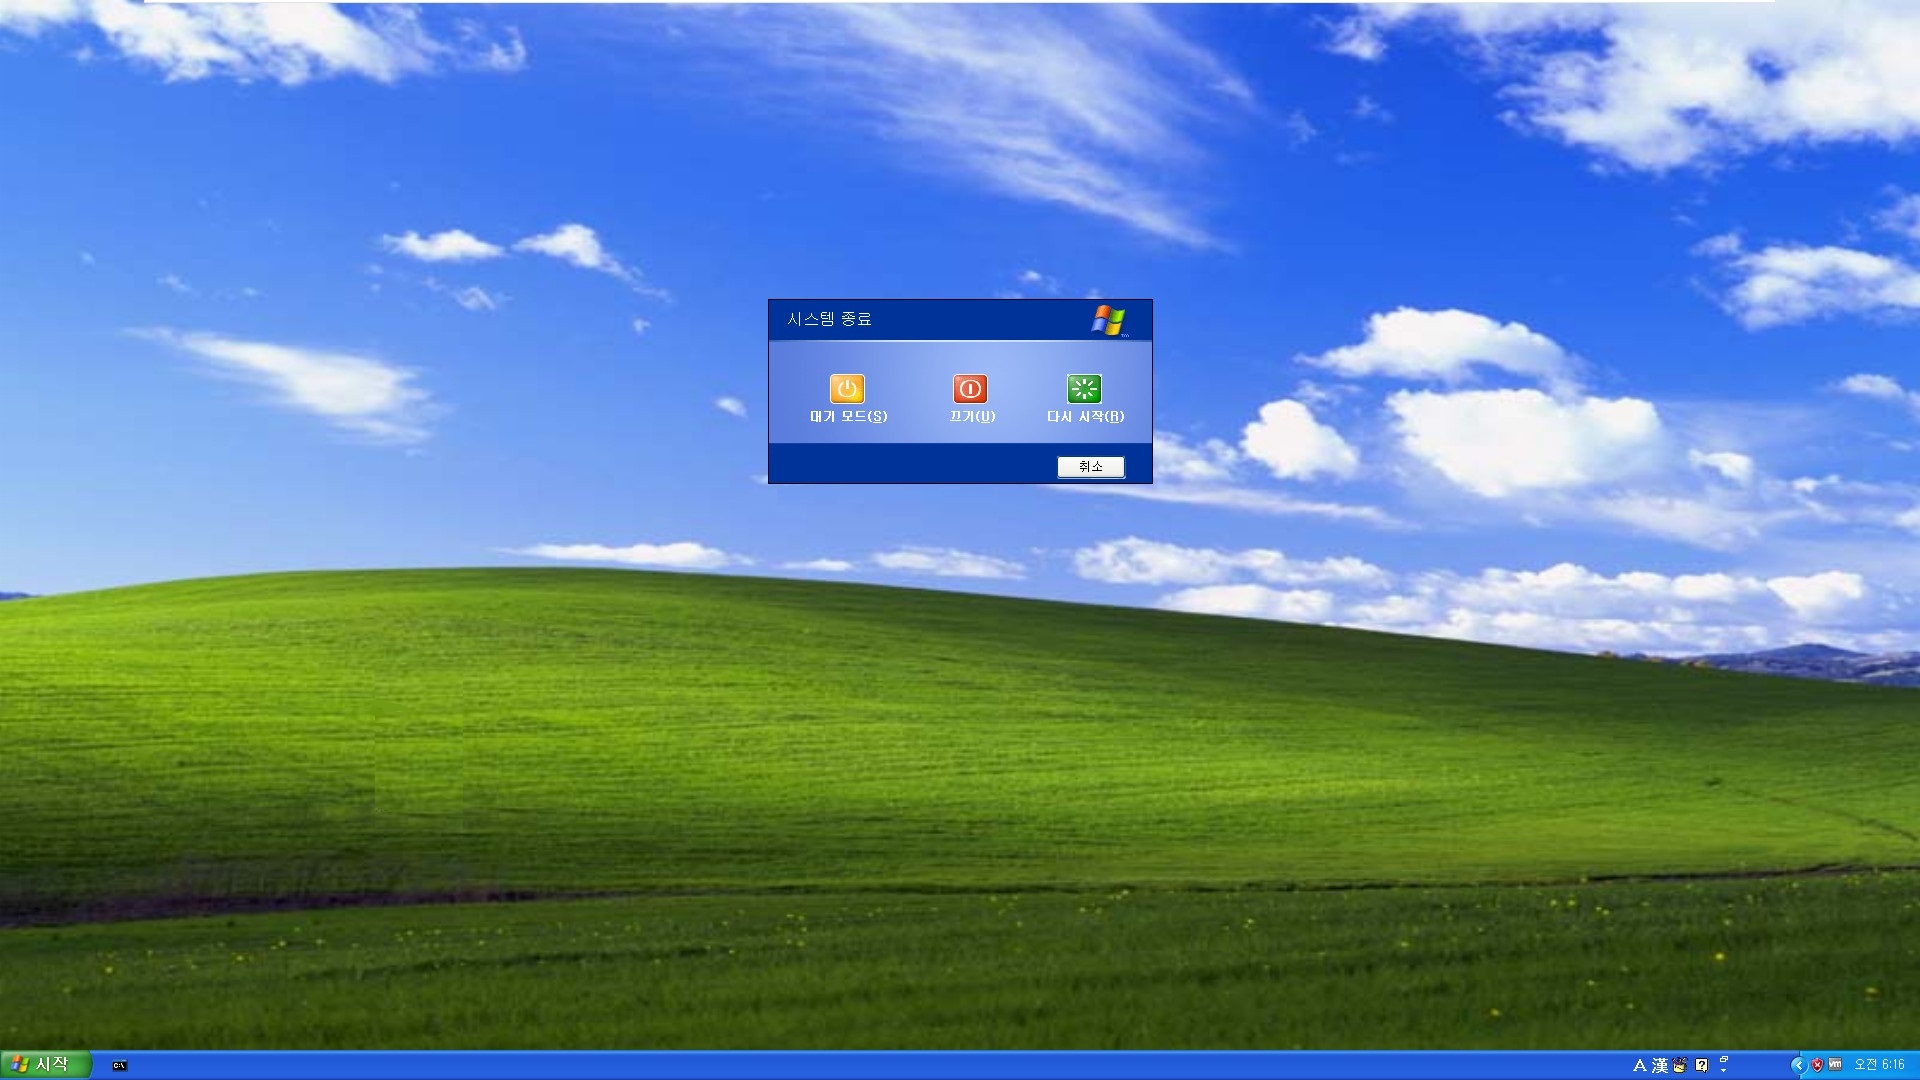 시스템 종료
대기 모드(S)
끄기(U)
다시 시작(R)
취소
시작
C:\
A 漢
오전 6:16